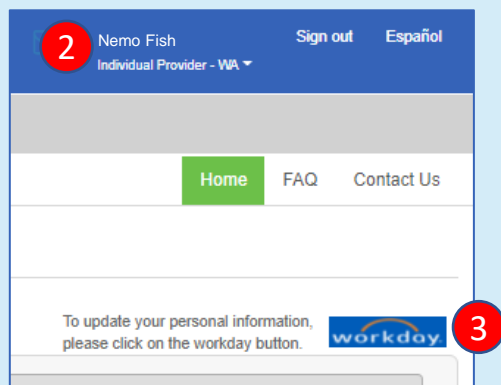 2 Nemo Fish Sign out Español
Individual Provider - WA
Home FAQ Contact Us
To update your personal information,
please click on the workday button.
workday.
3